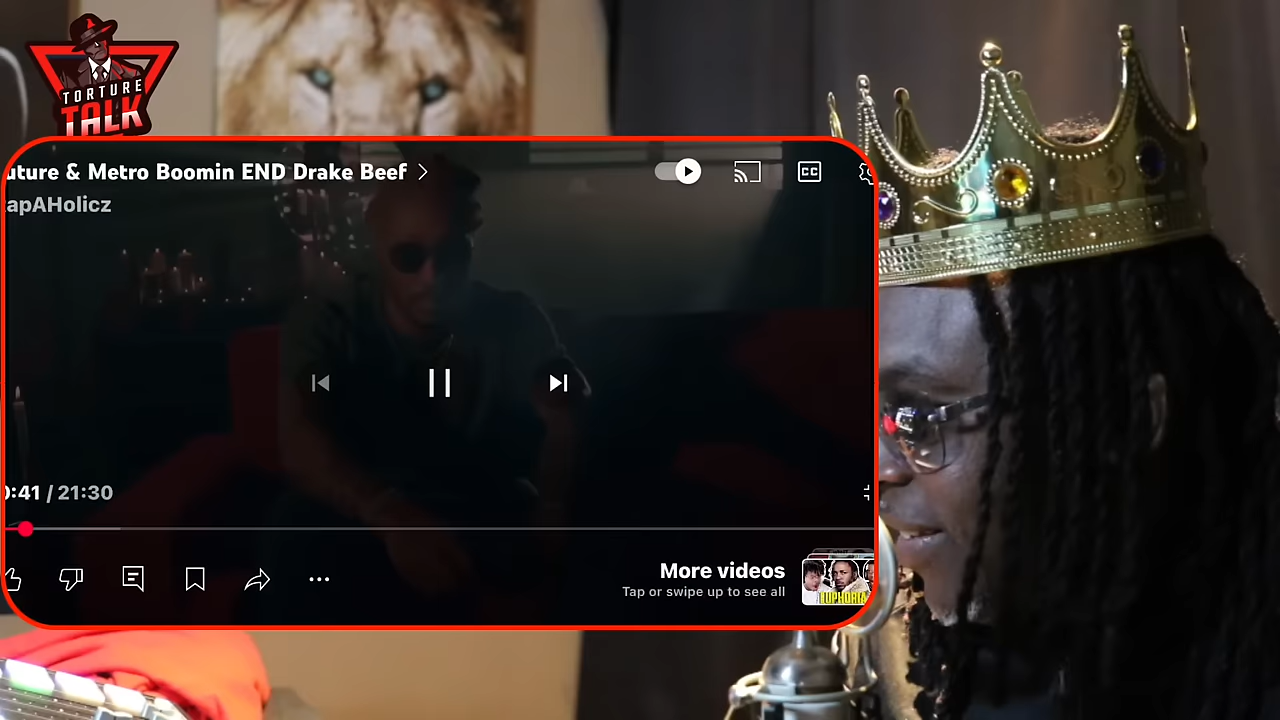 TORTURE
TALK
uture & Metro Boomin END Drake Beef
apAHolicz
CC
0:41 / 21:30
More videos
Tap or swipe up to see all
EUPHORIA